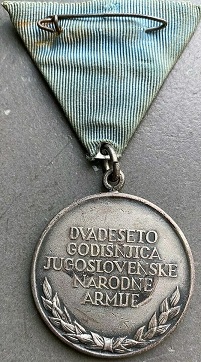 DVADESETO
GODIŠNJICA
JUGOSLOVENSKE
NARODNE
ARMIJE